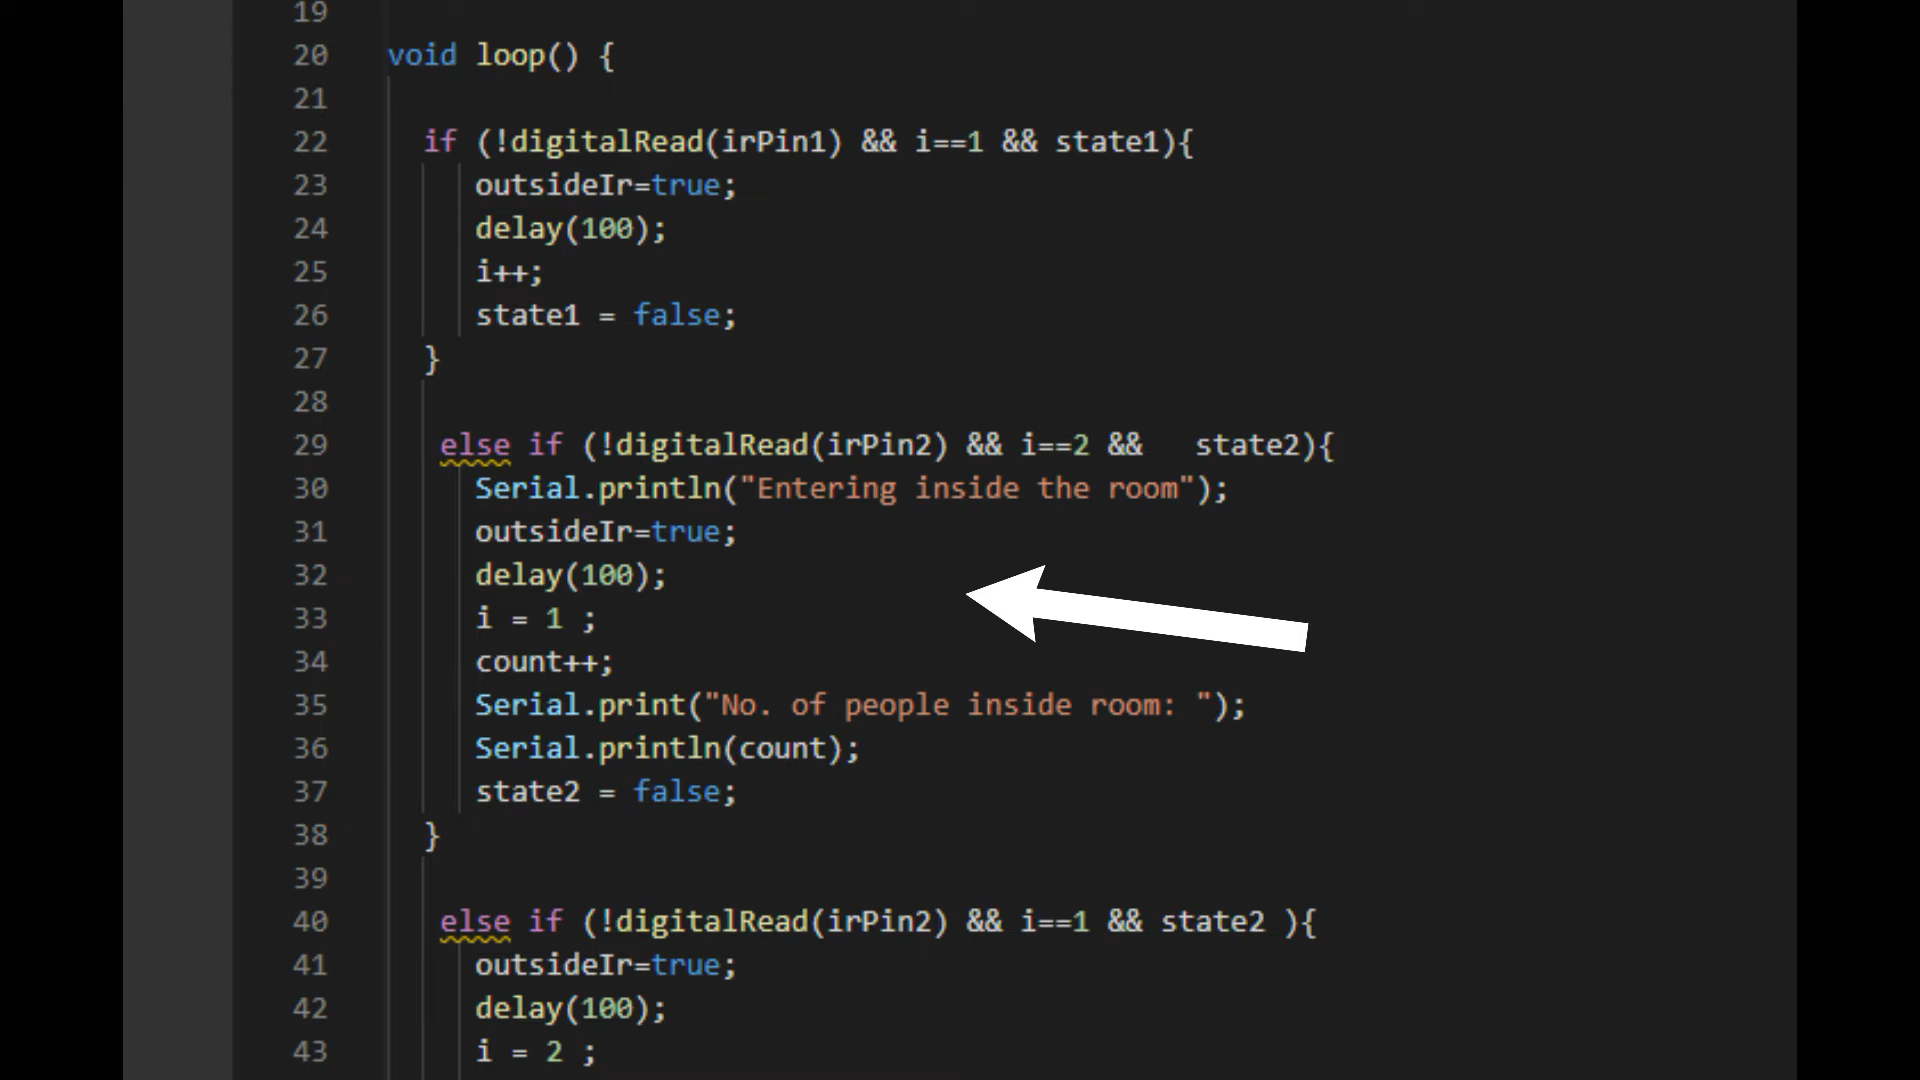 19
20 void loop() {
21
22 if (!digitalRead(irPin1) && i==1 && state1){
23 outsideIr=true;
24 delay(100);
25 i++;
26 state1 = false;
27 }
28
29 else if (!digitalRead(irPin2) && i==2 &&   state2){
30 Serial.println("Entering inside the room");
31 outsideIr=true;
32 delay(100);
33 i = 1 ;
34 count++;
35 Serial.print("No. of people inside room: ");
36 Serial.println(count);
37 state2 = false;
38 }
39
40 else if (!digitalRead(irPin2) && i==1 && state2 ){
41 outsideIr=true;
42 delay(100);
43 i = 2 ;